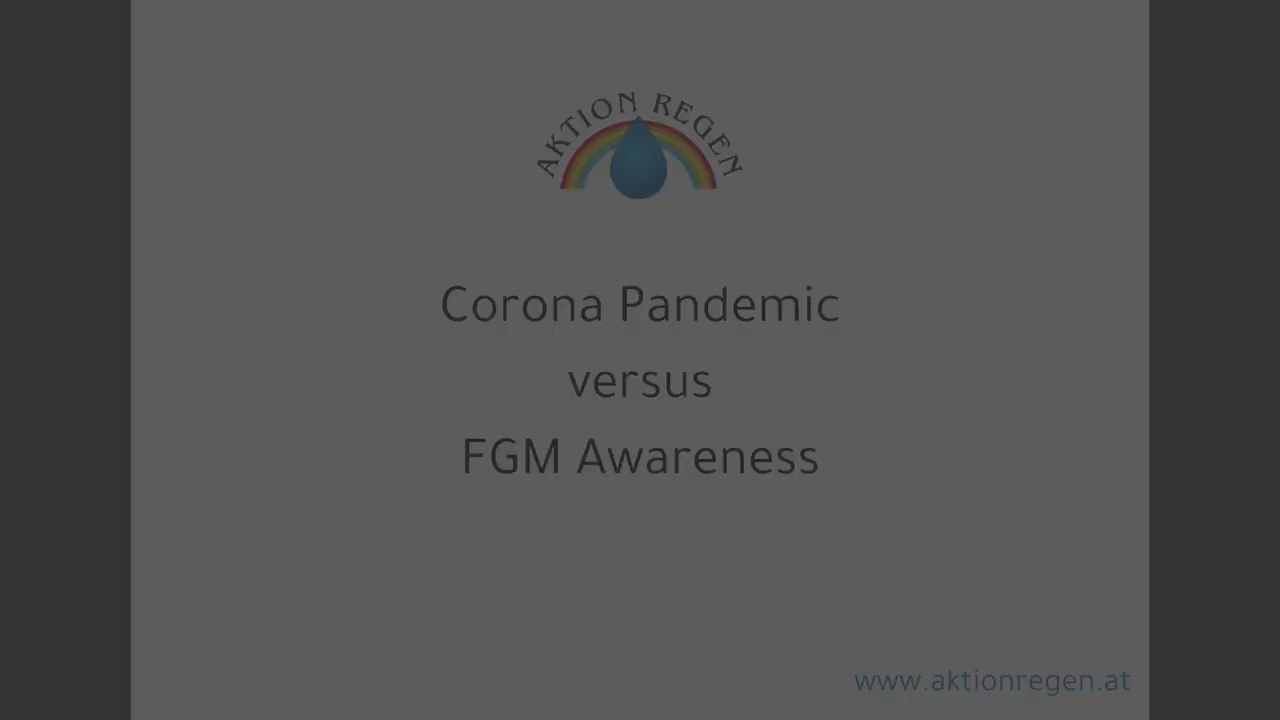 AKTION REGEN
Corona Pandemic
versus
FGM Awareness
www.aktionregen.at